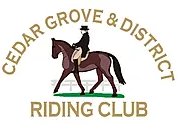 CEDAR GROVE & DISTRICT
RIDING CLUB